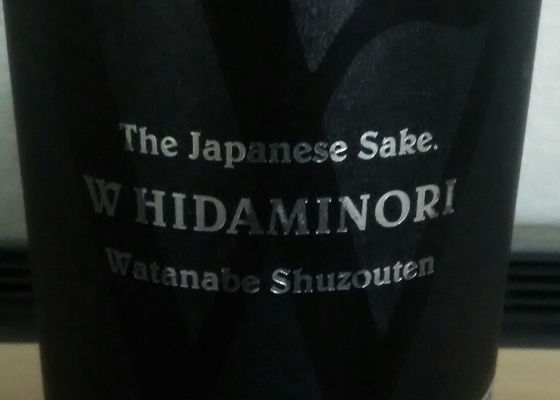 The Japanese Sake.
W HIDAMINORI
Watanabe Shuzouten